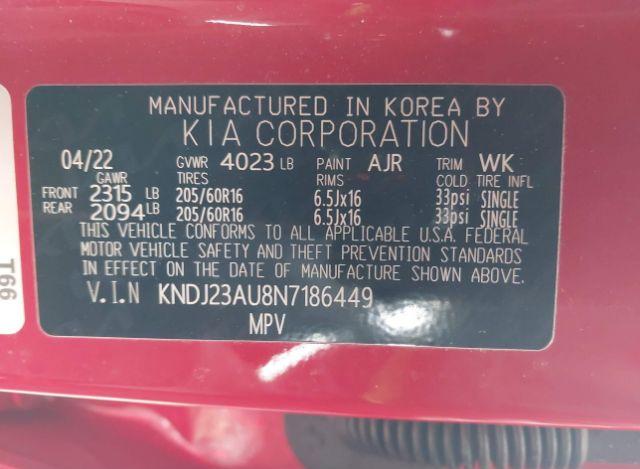 MANUFACTURED IN KOREA BY
KIA CORPORATION
04/22 GVWR 4023 LB PAINT AJR TRIM WK
GAWR TIRES RIMS COLD TIRE INFL
FRONT 2315 LB 205/60R16 6.5Jx16 33psi SINGLE
REAR 2094 LB 205/60R16 6.5Jx16 33psi SINGLE
THIS VEHICLE CONFORMS TO ALL APPLICABLE U.S.A. FEDERAL
MOTOR VEHICLE SAFETY AND THEFT PREVENTION STANDARDS
IN EFFECT ON THE DATE OF MANUFACTURE SHOWN ABOVE.
V.I.N KNDJ23AU8N7186449
MPV